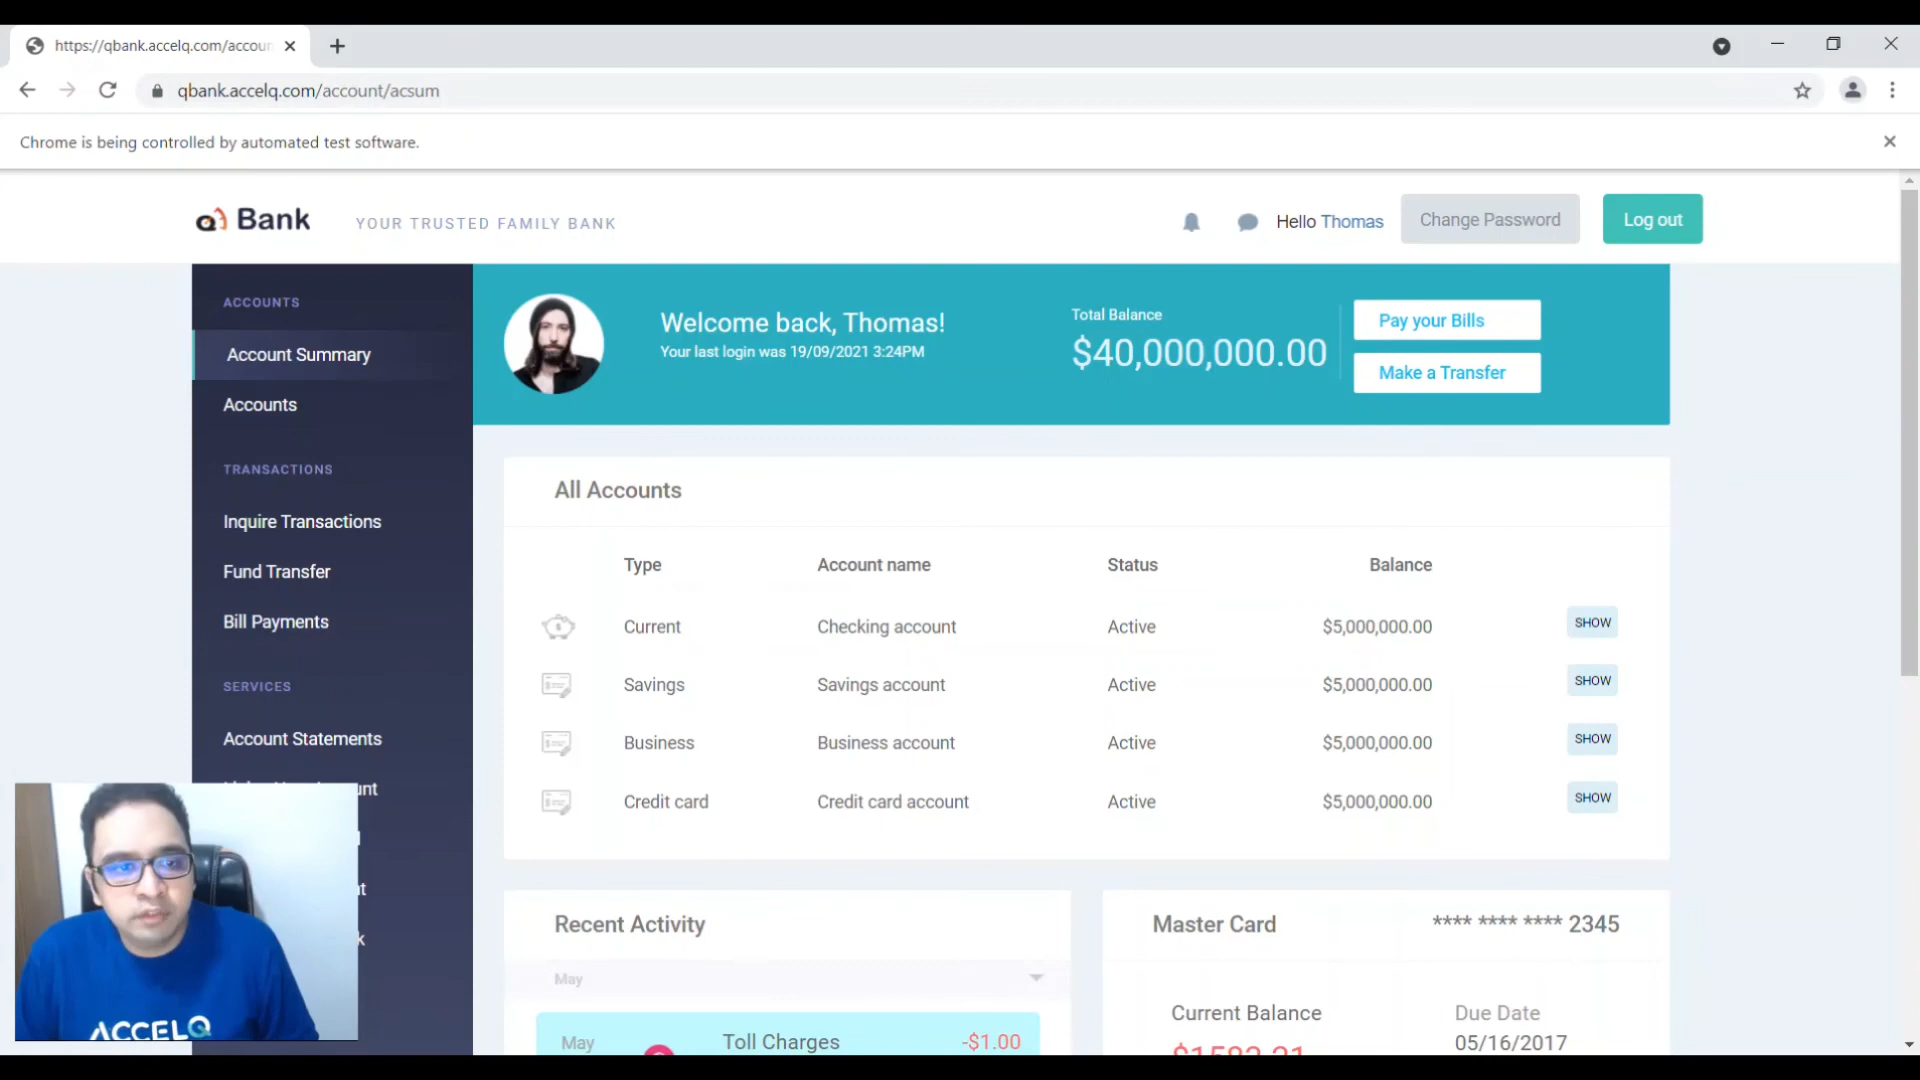 https://qbank.accelq.com/accoun
qbank.accelq.com/account/acsum
Chrome is being controlled by automated test software.
Bank
YOUR TRUSTED FAMILY BANK
Hello Thomas
Change Password
Log out
ACCOUNTS
Account Summary
Accounts
TRANSACTIONS
Inquire Transactions
Fund Transfer
Bill Payments
SERVICES
Account Statements
Welcome back, Thomas!
Your last login was 19/09/2021 3:24PM
Total Balance
$40,000,000.00
Pay your Bills
Make a Transfer
All Accounts
Type Account name Status Balance
Current Checking account Active $5,000,000.00 SHOW
Savings Savings account Active $5,000,000.00 SHOW
Business Business account Active $5,000,000.00 SHOW
Credit card Credit card account Active $5,000,000.00 SHOW
Recent Activity
May
May Toll Charges -$1.00
Master Card **** **** **** 2345
Current Balance
Due Date
05/16/2017
ACCELQ